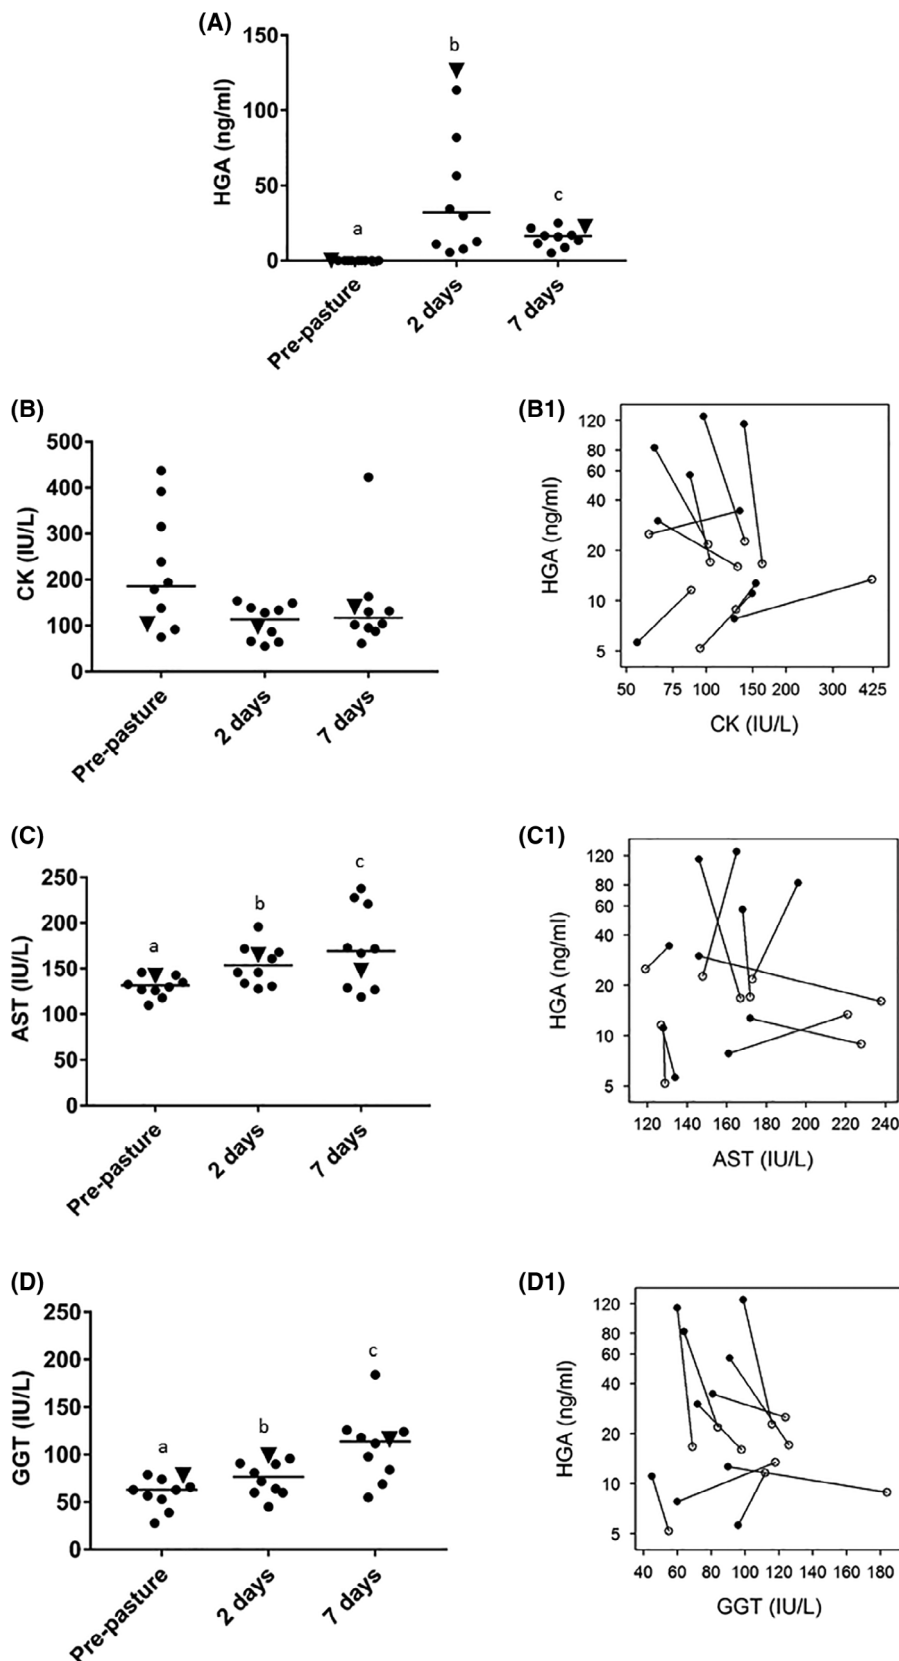 (A)
150
100
50
0
HGA (ng/ml)
a
b
c
Pre-pasture
2 days
7 days
(B)
500
400
300
200
100
0
CK (IU/L)
Pre-pasture
2 days
7 days
(B1)
120
80
60
40
20
10
5
HGA (ng/ml)
50 75 100 150 200 300 425
CK (IU/L)
(C)
250
200
150
100
50
0
AST (IU/L)
a
b
c
Pre-pasture
2 days
7 days
(C1)
120
80
60
40
20
10
5
HGA (ng/ml)
120 140 160 180 200 220 240
AST (IU/L)
(D)
250
200
150
100
50
0
GGT (IU/L)
a
b
c
Pre-pasture
2 days
7 days
(D1)
120
80
60
40
20
10
5
HGA (ng/ml)
40 60 80 100 120 140 160 180
GGT (IU/L)